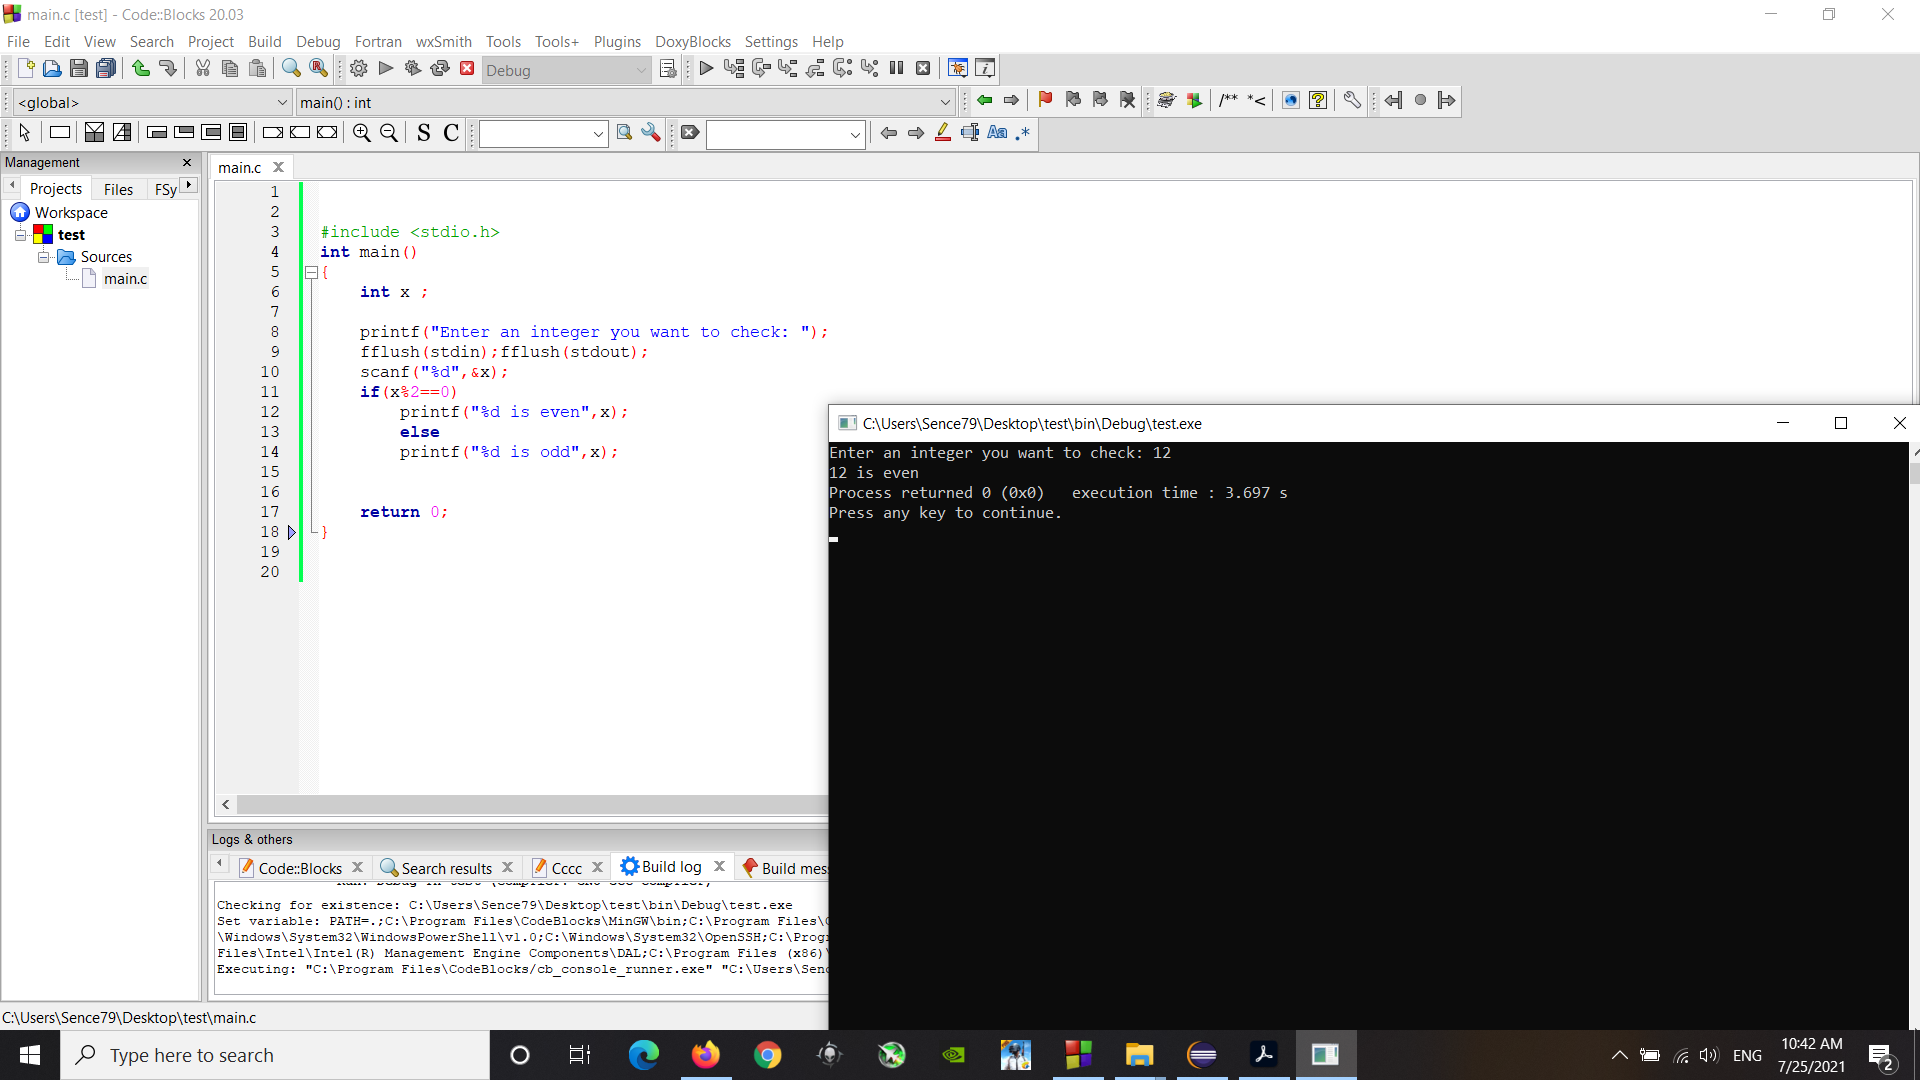 main.c [test] - Code::Blocks 20.03
File Edit View Search Project Build Debug Fortran wxSmith Tools Tools+ Plugins DoxyBlocks Settings Help
Debug
<global> main() : int
/** *<
S C Aa .*
Management
Projects Files FSy
Workspace
test
Sources
main.c
main.c
1
2
3 #include <stdio.h>
4 int main()
5 {
6 int x ;
7
8 printf("Enter an integer you want to check: ");
9 fflush(stdin);fflush(stdout);
10 scanf("%d",&x);
11 if(x%2==0)
12 printf("%d is even",x);
13 else
14 printf("%d is odd",x);
15
16
17 return 0;
18 }
19
20
C:\Users\Sence79\Desktop\test\bin\Debug\test.exe
Enter an integer you want to check: 12
12 is even
Process returned 0 (0x0) execution time : 3.697 s
Press any key to continue.
Logs & others
Code::Blocks Search results Cccc Build log Build mes
Checking for existence: C:\Users\Sence79\Desktop\test\bin\Debug\test.exe
Set variable: PATH=.;C:\Program Files\CodeBlocks\MinGW\bin;C:\Program Files\
\Windows\System32\WindowsPowerShell\v1.0;C:\Windows\System32\OpenSSH;C:\Prog
Files\Intel\Intel(R) Management Engine Components\DAL;C:\Program Files (x86)\
Executing: "C:\Program Files\CodeBlocks/cb_console_runner.exe" "C:\Users\Sen
C:\Users\Sence79\Desktop\test\main.c
Type here to search
ENG
10:42 AM
7/25/2021
2